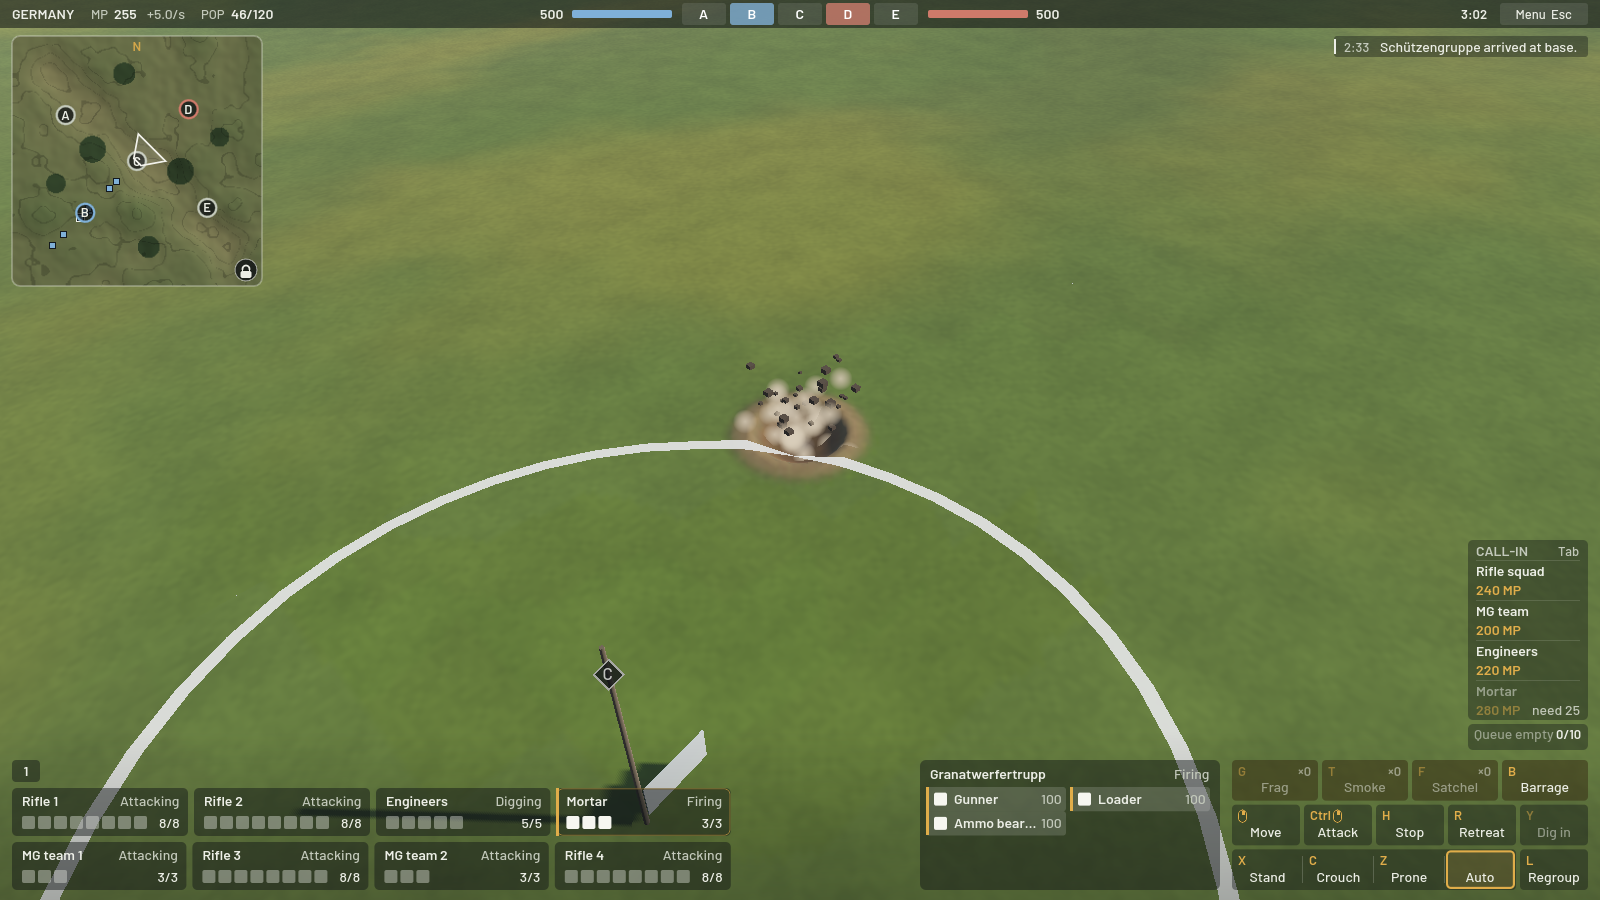 GERMANY MP 255 +5.0/s POP 46/120 500 A B C D E 500 3:02 Menu Esc
2:33 Schützengruppe arrived at base.
N
A
D
C
B
E
C
CALL-IN Tab
Rifle squad
240 MP
MG team
200 MP
Engineers
220 MP
Mortar
280 MP need 25
Queue empty 0/10
1
Rifle 1 Attacking
8/8
Rifle 2 Attacking
8/8
Engineers Digging
5/5
Mortar Firing
3/3
MG team 1 Attacking
3/3
Rifle 3 Attacking
8/8
MG team 2 Attacking
3/3
Rifle 4 Attacking
8/8
Granatwerfertrupp Firing
Gunner 100
Loader 100
Ammo bear... 100
G ×0
Frag
T ×0
Smoke
F ×0
Satchel
B
Barrage
Move
Ctrl
Attack
H
Stop
R
Retreat
Y
Dig in
X
Stand
C
Crouch
Z
Prone
Auto
L
Regroup